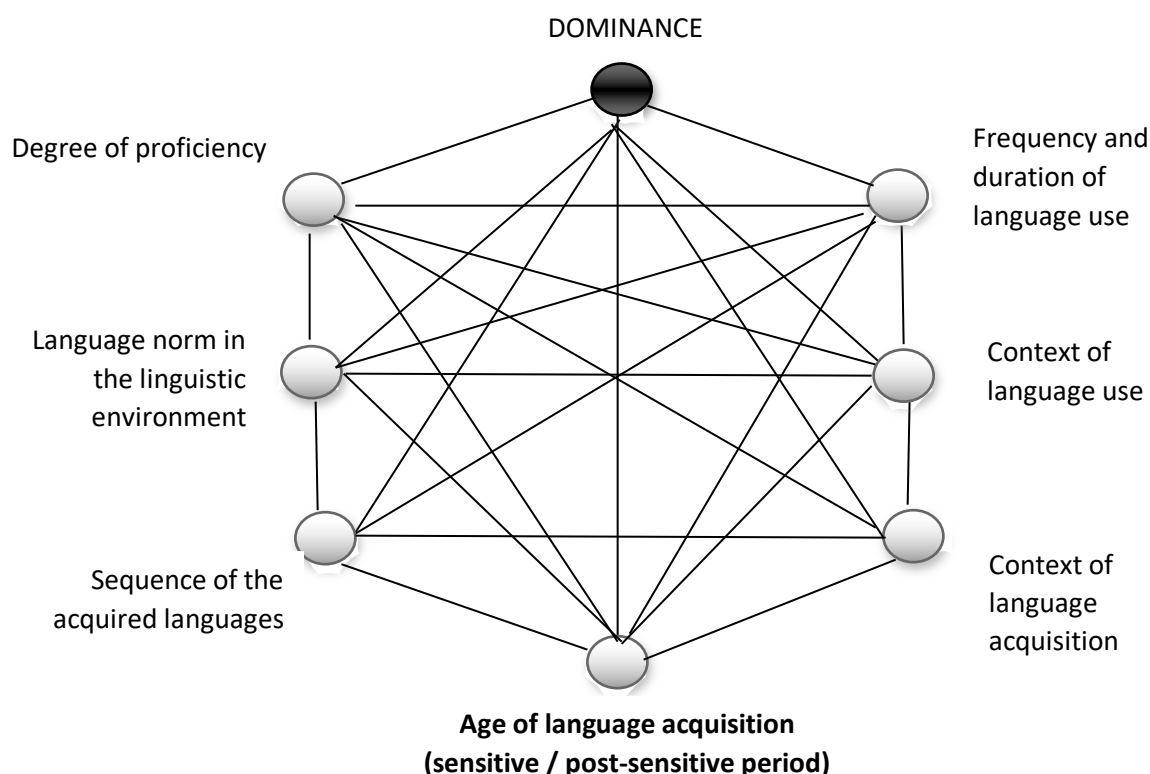 DOMINANCE
Degree of proficiency
Frequency and
duration of
language use
Language norm in
the linguistic
environment
Context of
language use
Sequence of the
acquired languages
Context of
language
acquisition
Age of language acquisition
(sensitive / post-sensitive period)